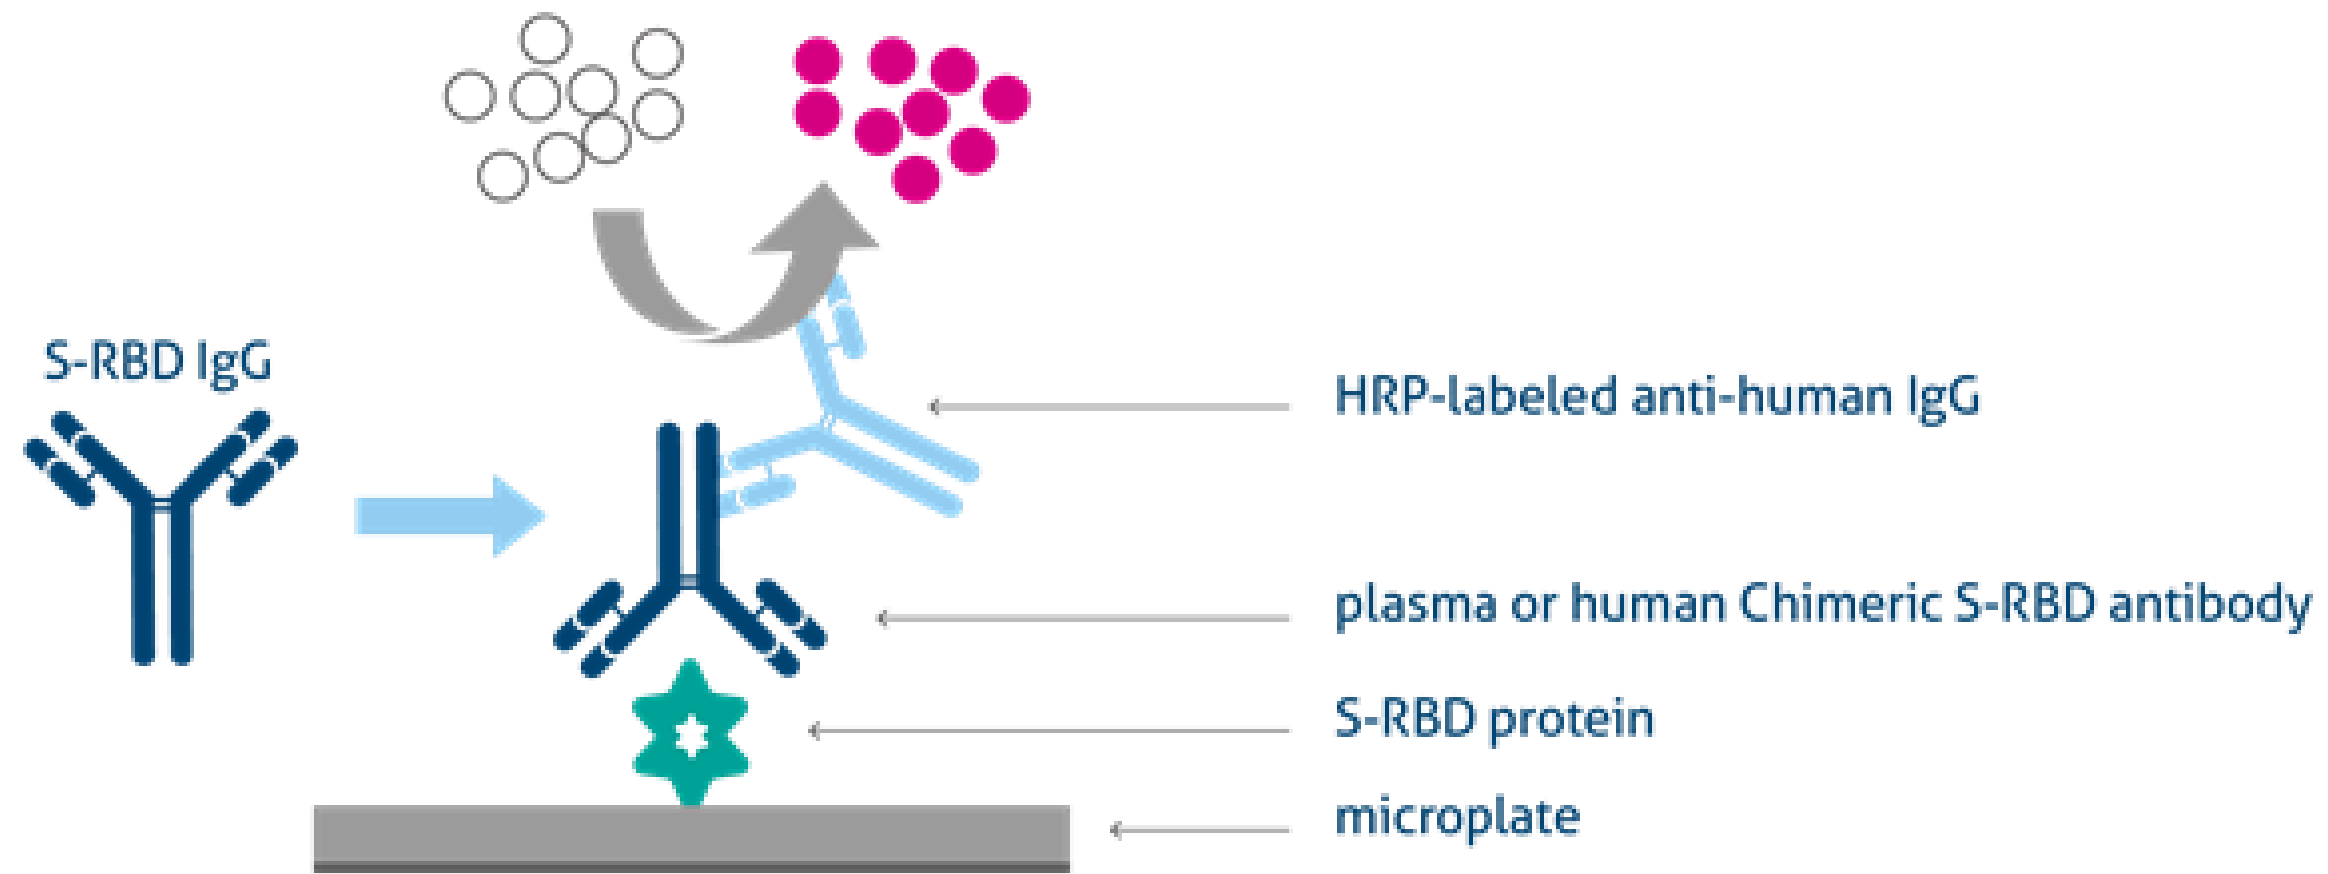 S-RBD IgG
HRP-labeled anti-human IgG
plasma or human Chimeric S-RBD antibody
S-RBD protein
microplate